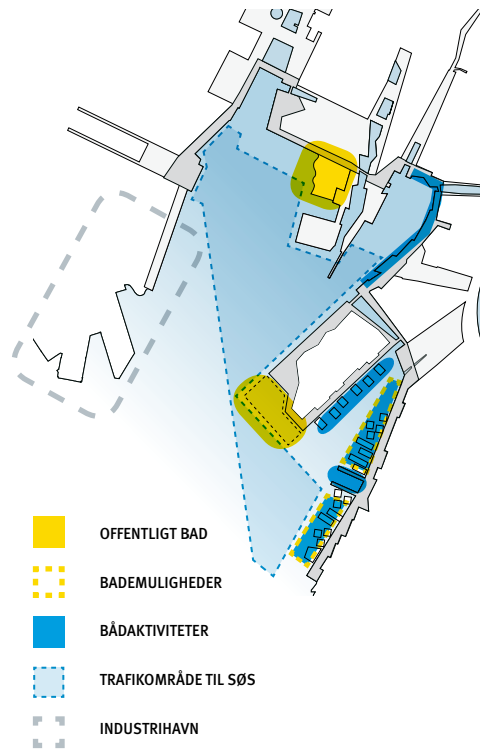 OFFENTLIGT BAD
BADEMULIGHEDER
BÅDAKTIVITETER
TRAFIKOMRÅDE TIL SØS
INDUSTRIHAVN